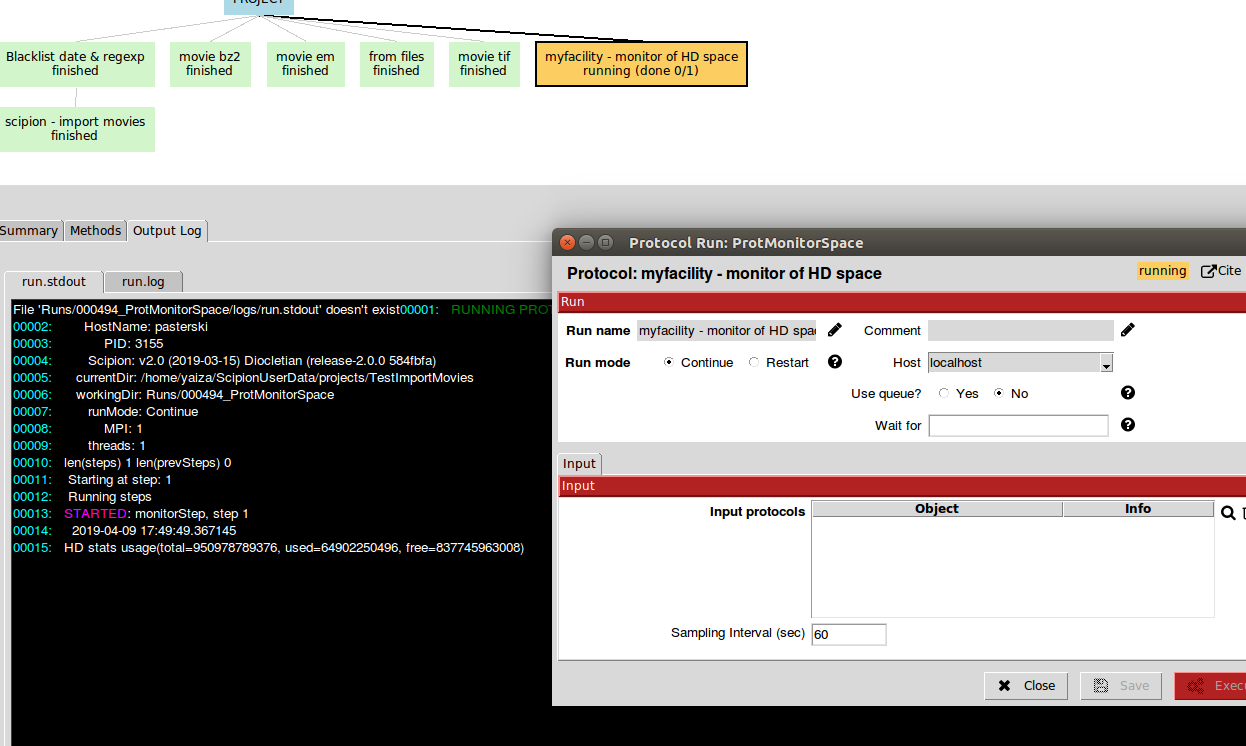 PROJECT
Blacklist date & regexp
finished
movie bz2
finished
movie em
finished
from files
finished
movie tif
finished
myfacility - monitor of HD space
running (done 0/1)
scipion - import movies
finished
Summary
Methods
Output Log
run.stdout
run.log
File 'Runs/000494_ProtMonitorSpace/logs/run.stdout' doesn't exist00001: RUNNING PROT
00002: HostName: pasterski
00003: PID: 3155
00004: Scipion: v2.0 (2019-03-15) Diocletian (release-2.0.0 584fbfa)
00005: currentDir: /home/yaiza/ScipionUserData/projects/TestImportMovies
00006: workingDir: Runs/000494_ProtMonitorSpace
00007: runMode: Continue
00008: MPI: 1
00009: threads: 1
00010: len(steps) 1 len(prevSteps) 0
00011: Starting at step: 1
00012: Running steps
00013: STARTED: monitorStep, step 1
00014: 2019-04-09 17:49:49.367145
00015: HD stats usage(total=950978789376, used=64902250496, free=837745963008)
Protocol Run: ProtMonitorSpace
Protocol: myfacility - monitor of HD space
running
Cite
Run
Run name myfacility - monitor of HD spac
Comment
Run mode Continue Restart
Host localhost
Use queue? Yes No
Wait for
Input
Input
Input protocols
Object Info
Sampling Interval (sec) 60
Close
Save
Execu